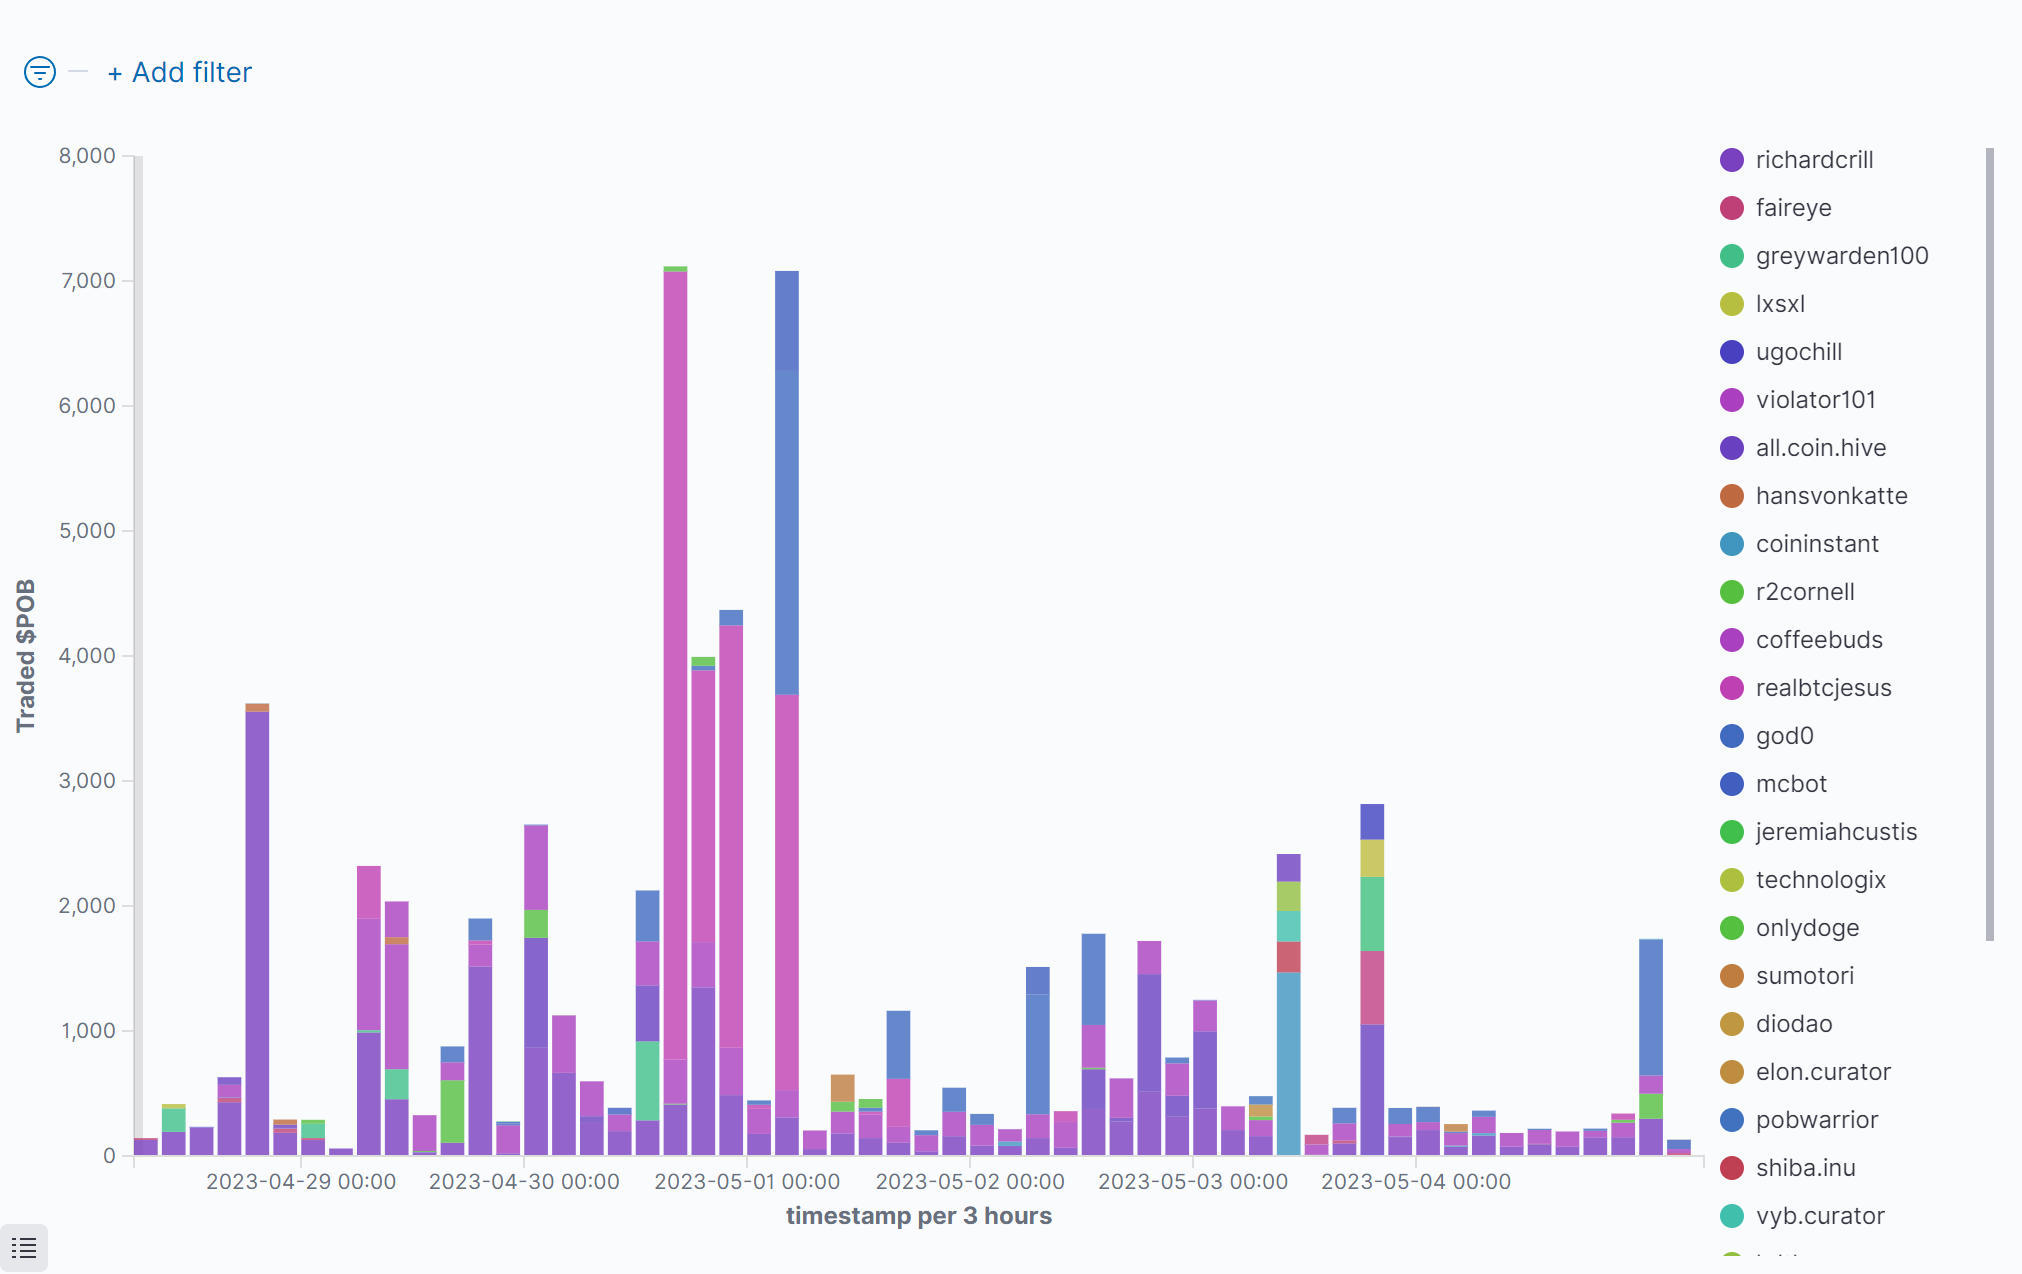 + Add filter
8,000
7,000
6,000
5,000
4,000
3,000
2,000
1,000
0
Traded $POB
2023-04-29 00:00
2023-04-30 00:00
2023-05-01 00:00
2023-05-02 00:00
2023-05-03 00:00
2023-05-04 00:00
timestamp per 3 hours
richardcrill
faireye
greywarden100
lxsxl
ugochill
violator101
all.coin.hive
hansvonkatte
coininstant
r2cornell
coffeebuds
realbtcjesus
god0
mcbot
jeremiahcustis
technologix
onlydoge
sumotori
diodao
elon.curator
pobwarrior
shiba.inu
vyb.curator